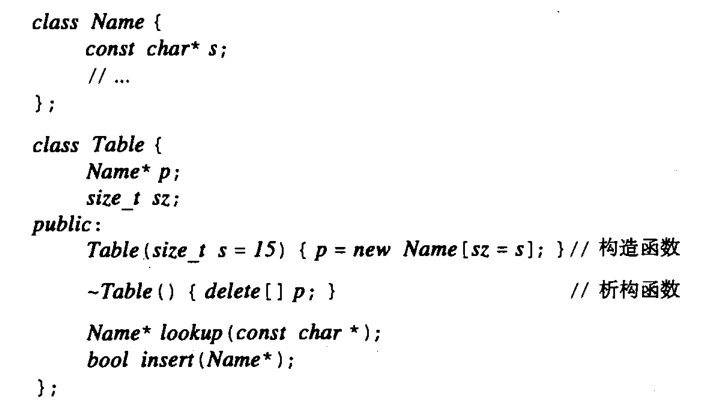 class Name {
const char* s;
// ...
};
class Table {
Name* p;
size_t sz;
public:
Table(size_t s = 15) { p = new Name[sz = s]; } // 构造函数
~Table() { delete[] p; } // 析构函数
Name* lookup(const char *);
bool insert(Name*);
};